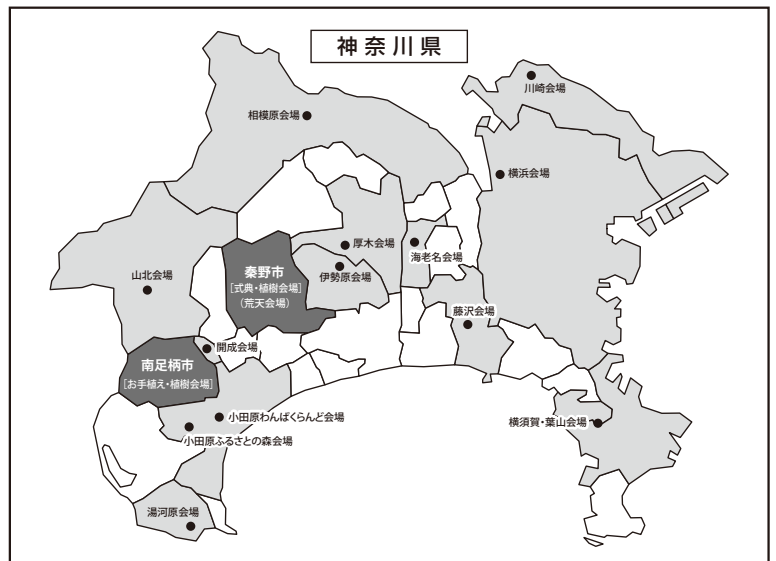 神奈川県
川崎会場
相模原会場
横浜会場
厚木会場
海老名会場
伊勢原会場
秦野市
[式典・植樹会場]
(荒天会場)
山北会場
藤沢会場
開成会場
南足柄市
[お手植え・植樹会場]
小田原わんぱくらんど会場
小田原ふるさとの森会場
横須賀・葉山会場
湯河原会場